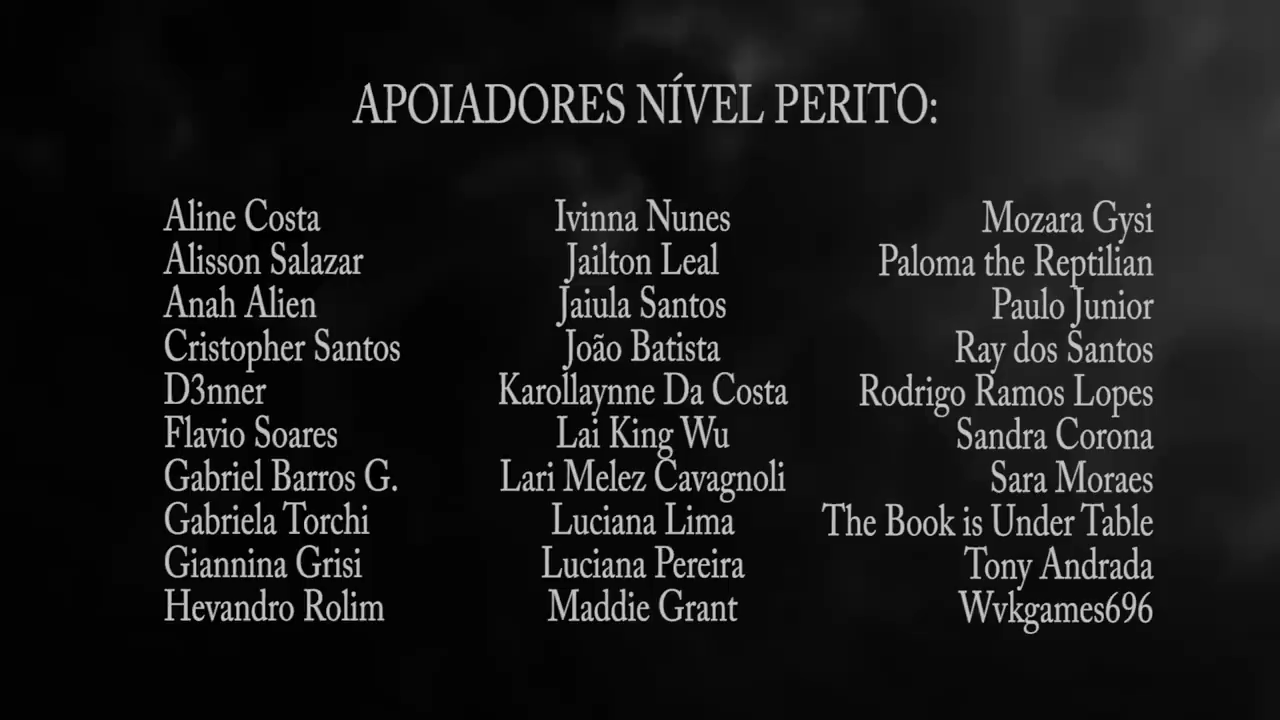 APOIADORES NÍVEL PERITO:
Aline Costa
Alisson Salazar
Anah Alien
Cristopher Santos
D3nner
Flavio Soares
Gabriel Barros G.
Gabriela Torchi
Giannina Grisi
Hevandro Rolim
Ivinna Nunes
Jailton Leal
Jaiula Santos
João Batista
Karollaynne Da Costa
Lai King Wu
Lari Melez Cavagnoli
Luciana Lima
Luciana Pereira
Maddie Grant
Mozara Gysi
Paloma the Reptilian
Paulo Junior
Ray dos Santos
Rodrigo Ramos Lopes
Sandra Corona
Sara Moraes
The Book is Under Table
Tony Andrada
Wvkgames696